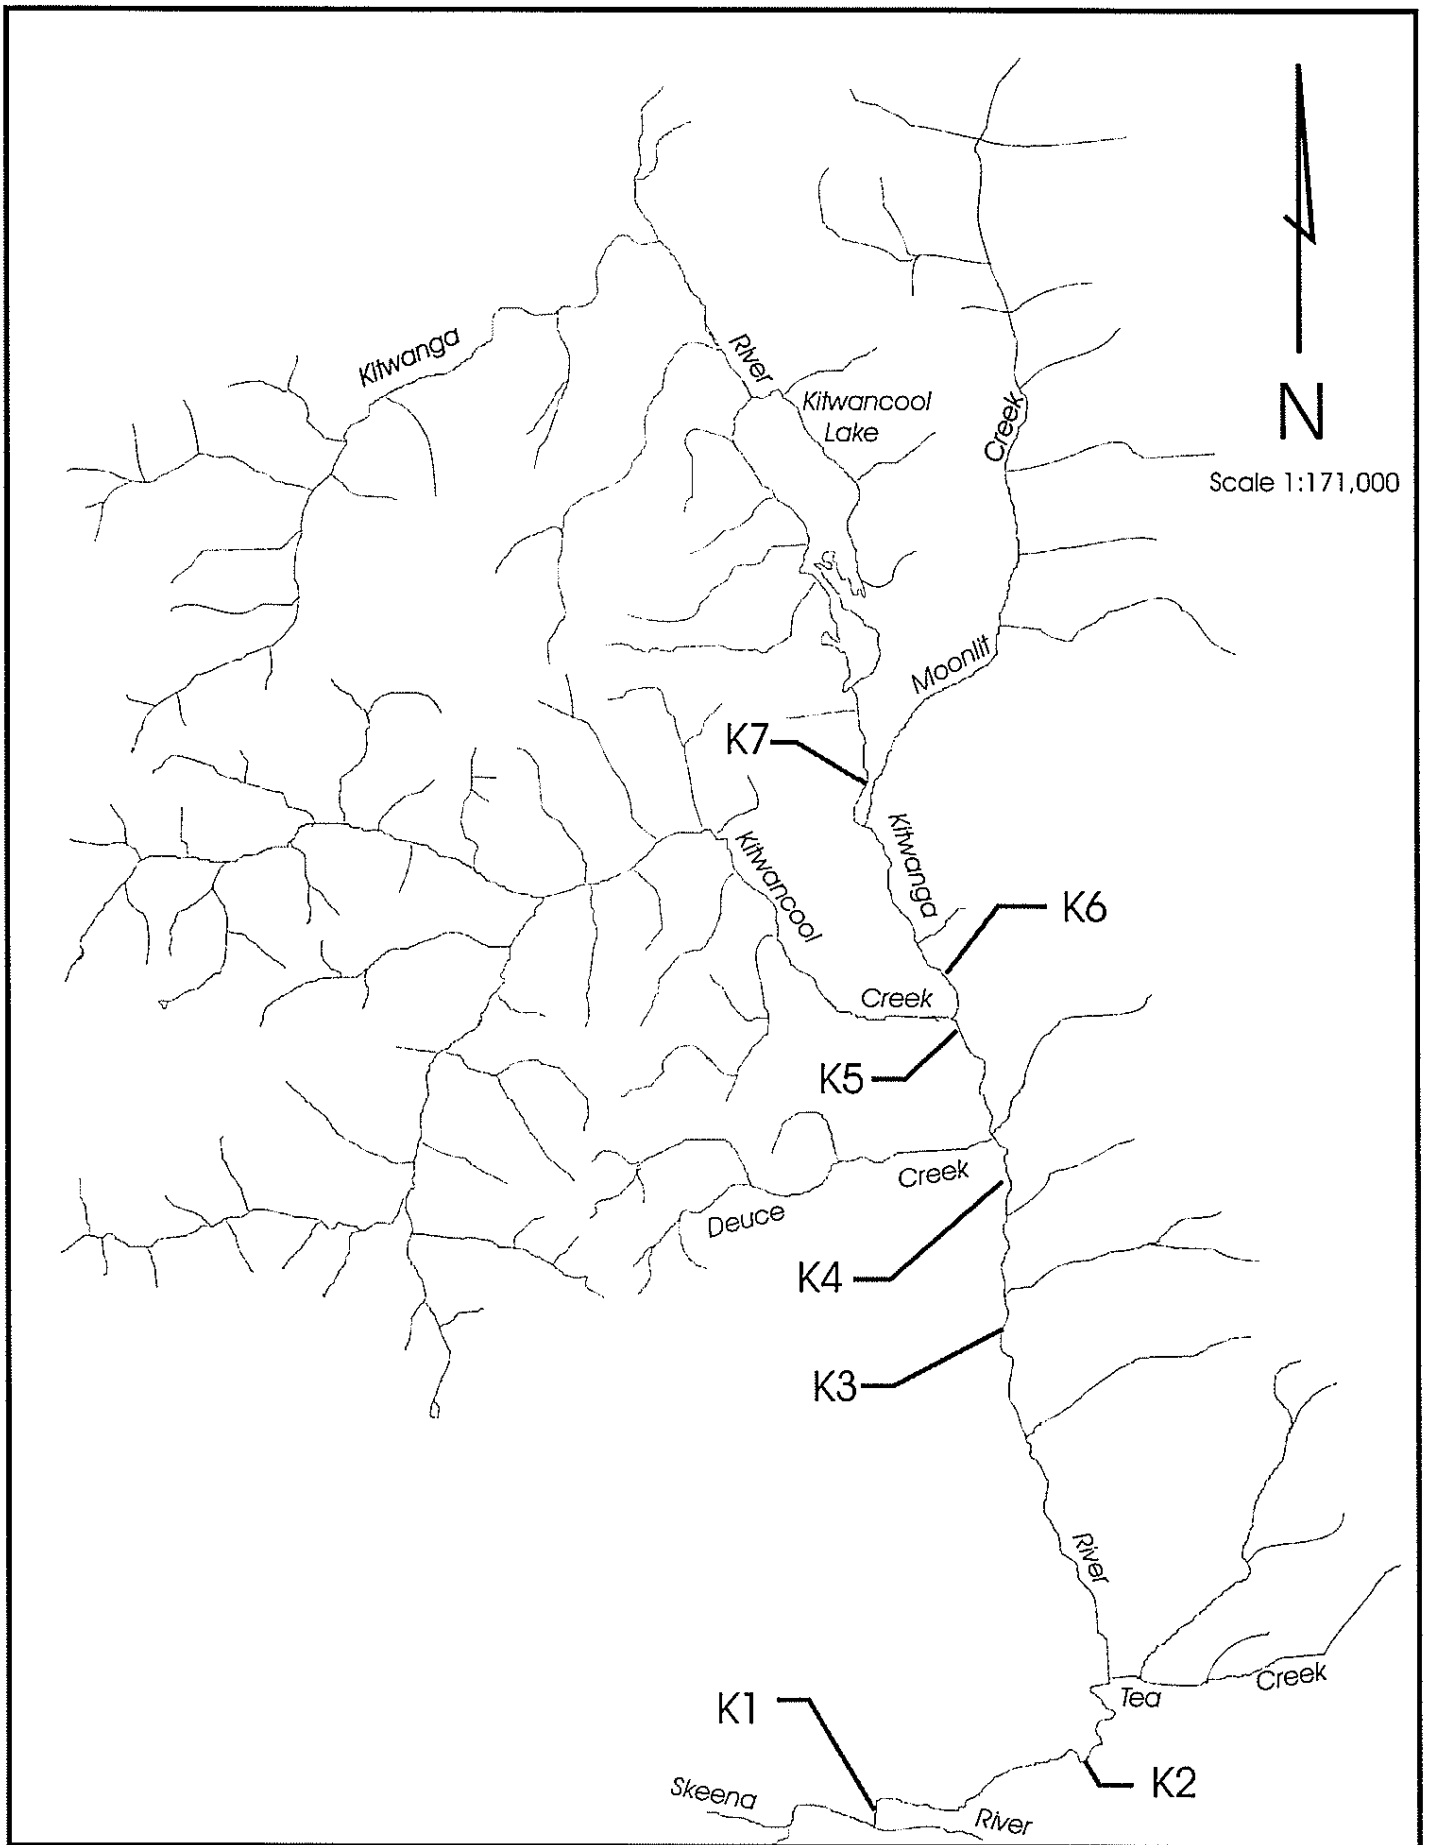 Kitwanga
River
Kitwancool
Lake
Creek
N
Scale 1:171,000
Moonlit
K7
Kitwanga
Kitwancool
K6
Creek
K5
Creek
Deuce
K4
K3
River
Creek
Tea
K1
K2
Skeena
River